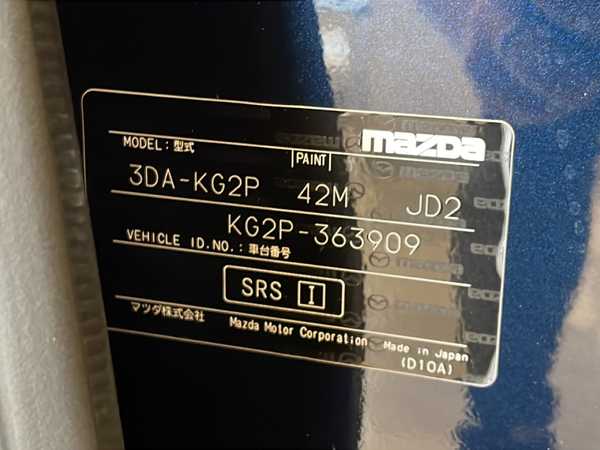 mazda
MODEL:型式 PAINT
3DA-KG2P 42M JD2
KG2P-363909
VEHICLE ID.NO.:車台番号
SRS I
マツダ株式会社 Mazda Motor Corporation Made in Japan
(D10A)